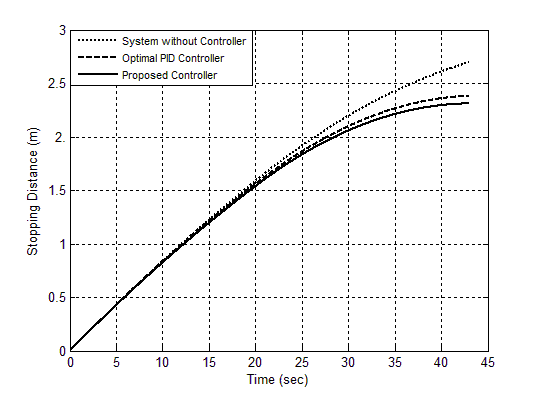 System without Controller
Optimal PID Controller
Proposed Controller
3
2.5
2.
1.5
1
0.5
0
0 5 10 15 20 25 30 35 40 45
Stopping Distance (m)
Time (sec)